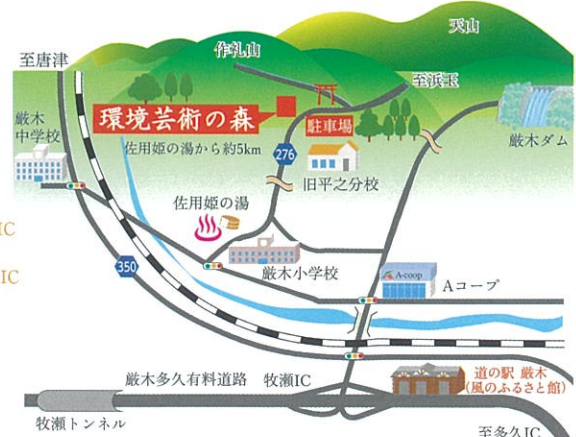 天山
作礼山
至唐津
至浜玉
厳木
中学校
環境芸術の森
駐車場
佐用姫の湯から約5km
276
厳木ダム
旧平之分校
佐用姫の湯
IC
IC
350
厳木小学校
A-coop
Aコープ
厳木多久有料道路
牧瀬IC
道の駅 厳木
(風のふるさと館)
牧瀬トンネル
至多久IC